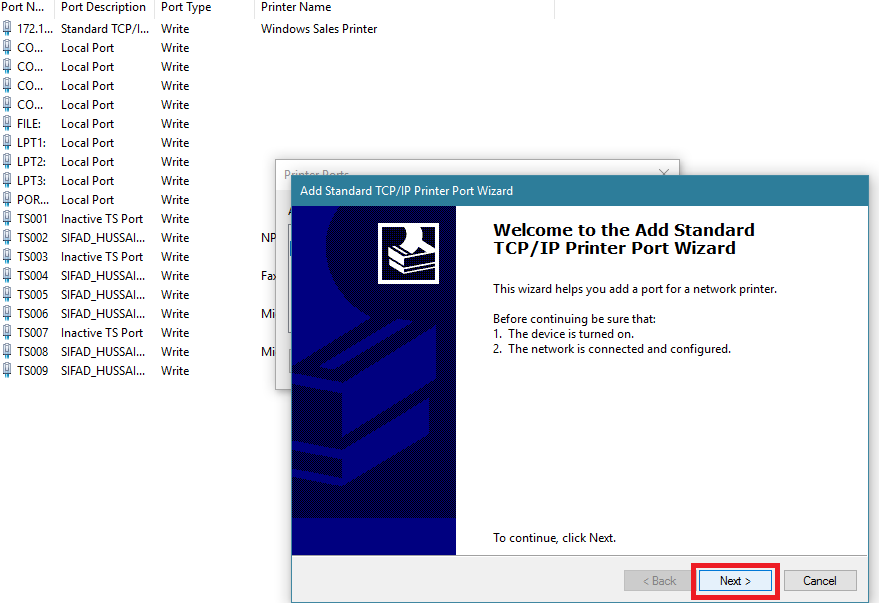 Port N... Port Description Port Type Printer Name
172.1... Standard TCP/I... Write Windows Sales Printer
CO... Local Port Write
CO... Local Port Write
CO... Local Port Write
CO... Local Port Write
FILE: Local Port Write
LPT1: Local Port Write
LPT2: Local Port Write
LPT3: Local Port Write
POR... Local Port Write
TS001 Inactive TS Port Write
TS002 SIFAD_HUSSAI... Write NP
TS003 Inactive TS Port Write
TS004 SIFAD_HUSSAI... Write Fax
TS005 SIFAD_HUSSAI... Write
TS006 SIFAD_HUSSAI... Write Mi
TS007 Inactive TS Port Write
TS008 SIFAD_HUSSAI... Write Mi
TS009 SIFAD_HUSSAI... Write
Printer Ports
Add Standard TCP/IP Printer Port Wizard
Welcome to the Add Standard
TCP/IP Printer Port Wizard
This wizard helps you add a port for a network printer.
Before continuing be sure that:
1. The device is turned on.
2. The network is connected and configured.
To continue, click Next.
< Back Next > Cancel